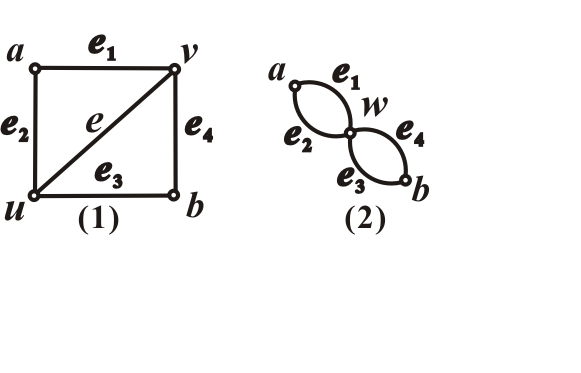 a e₁ v
e₂ e e₄
e₃
u (1) b
a e₁
w
e₂ e₄
e₃ b
(2)